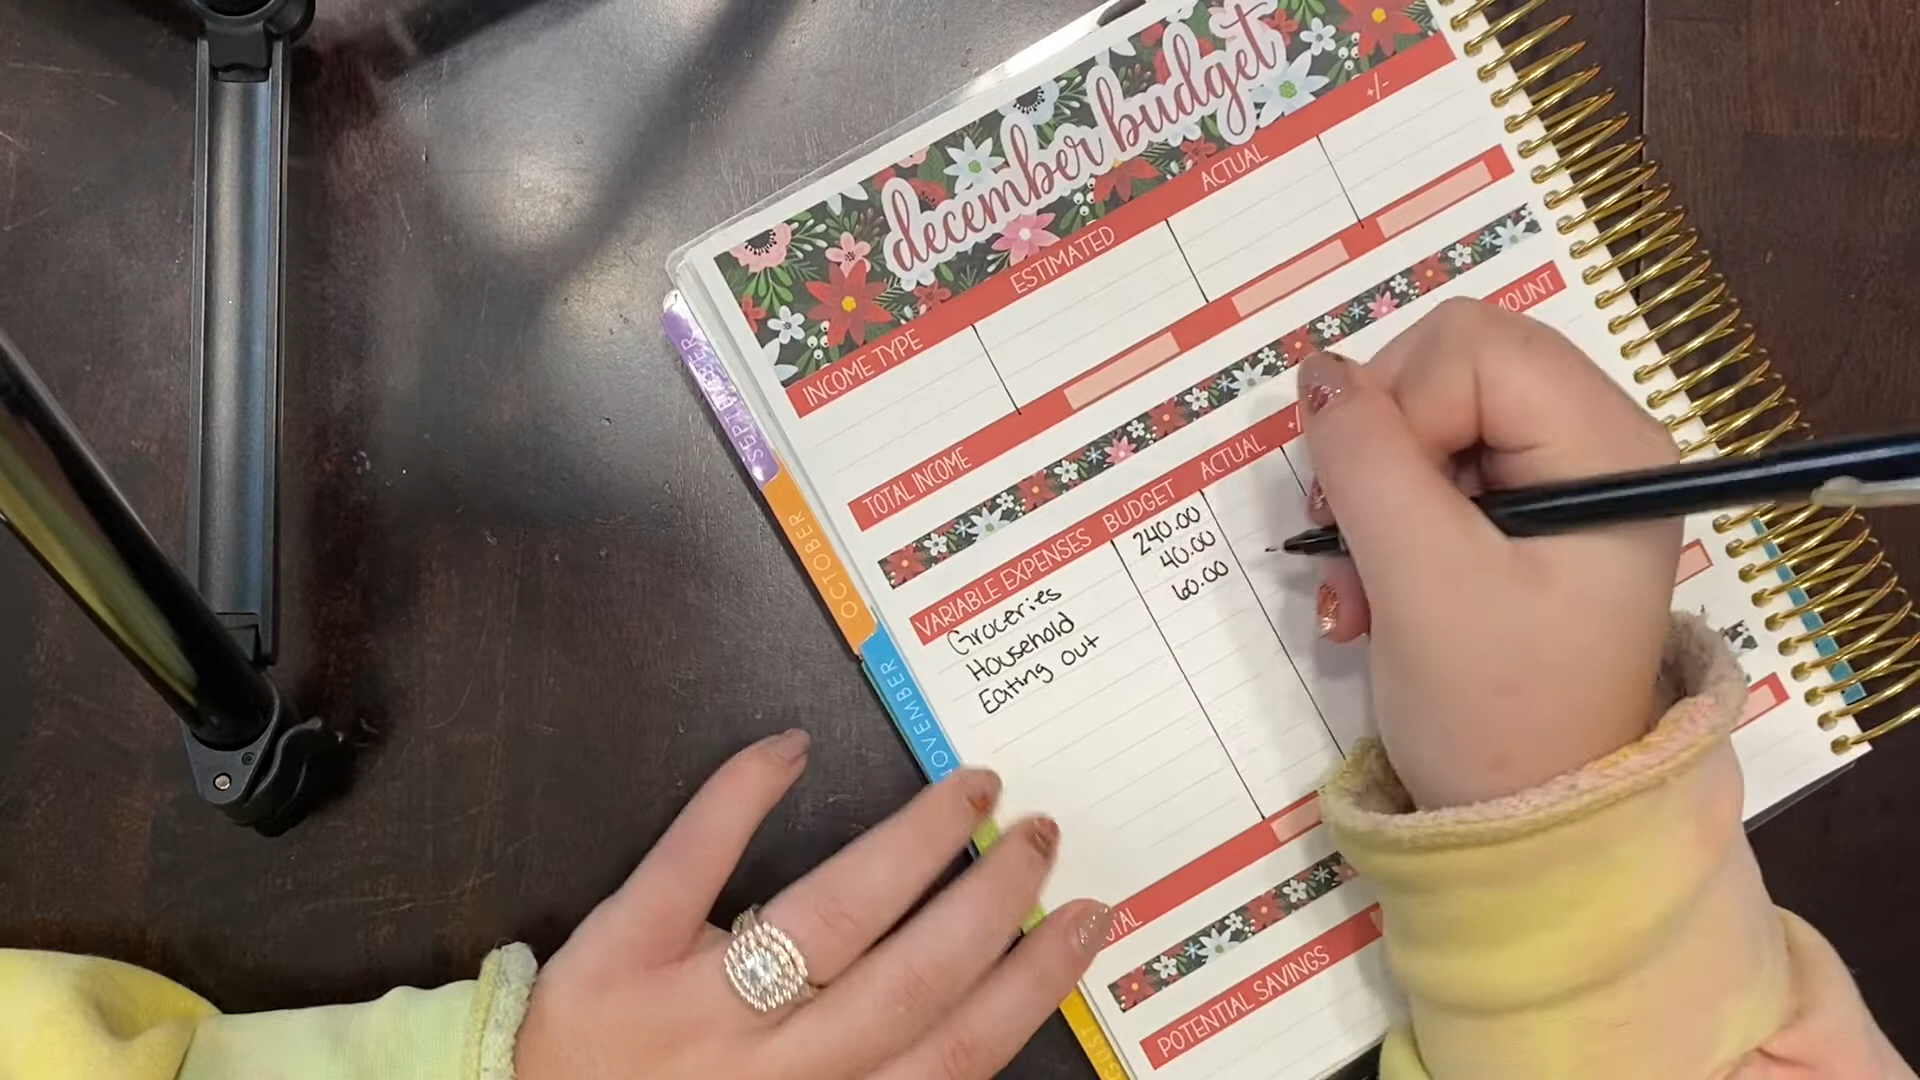 december budget
INCOME TYPE ESTIMATED ACTUAL +/-
TOTAL INCOME
VARIABLE EXPENSES BUDGET ACTUAL
Groceries 240.00
Household 40.00
Eating out 60.00
POTENTIAL SAVINGS
SEPTEMBER
OCTOBER